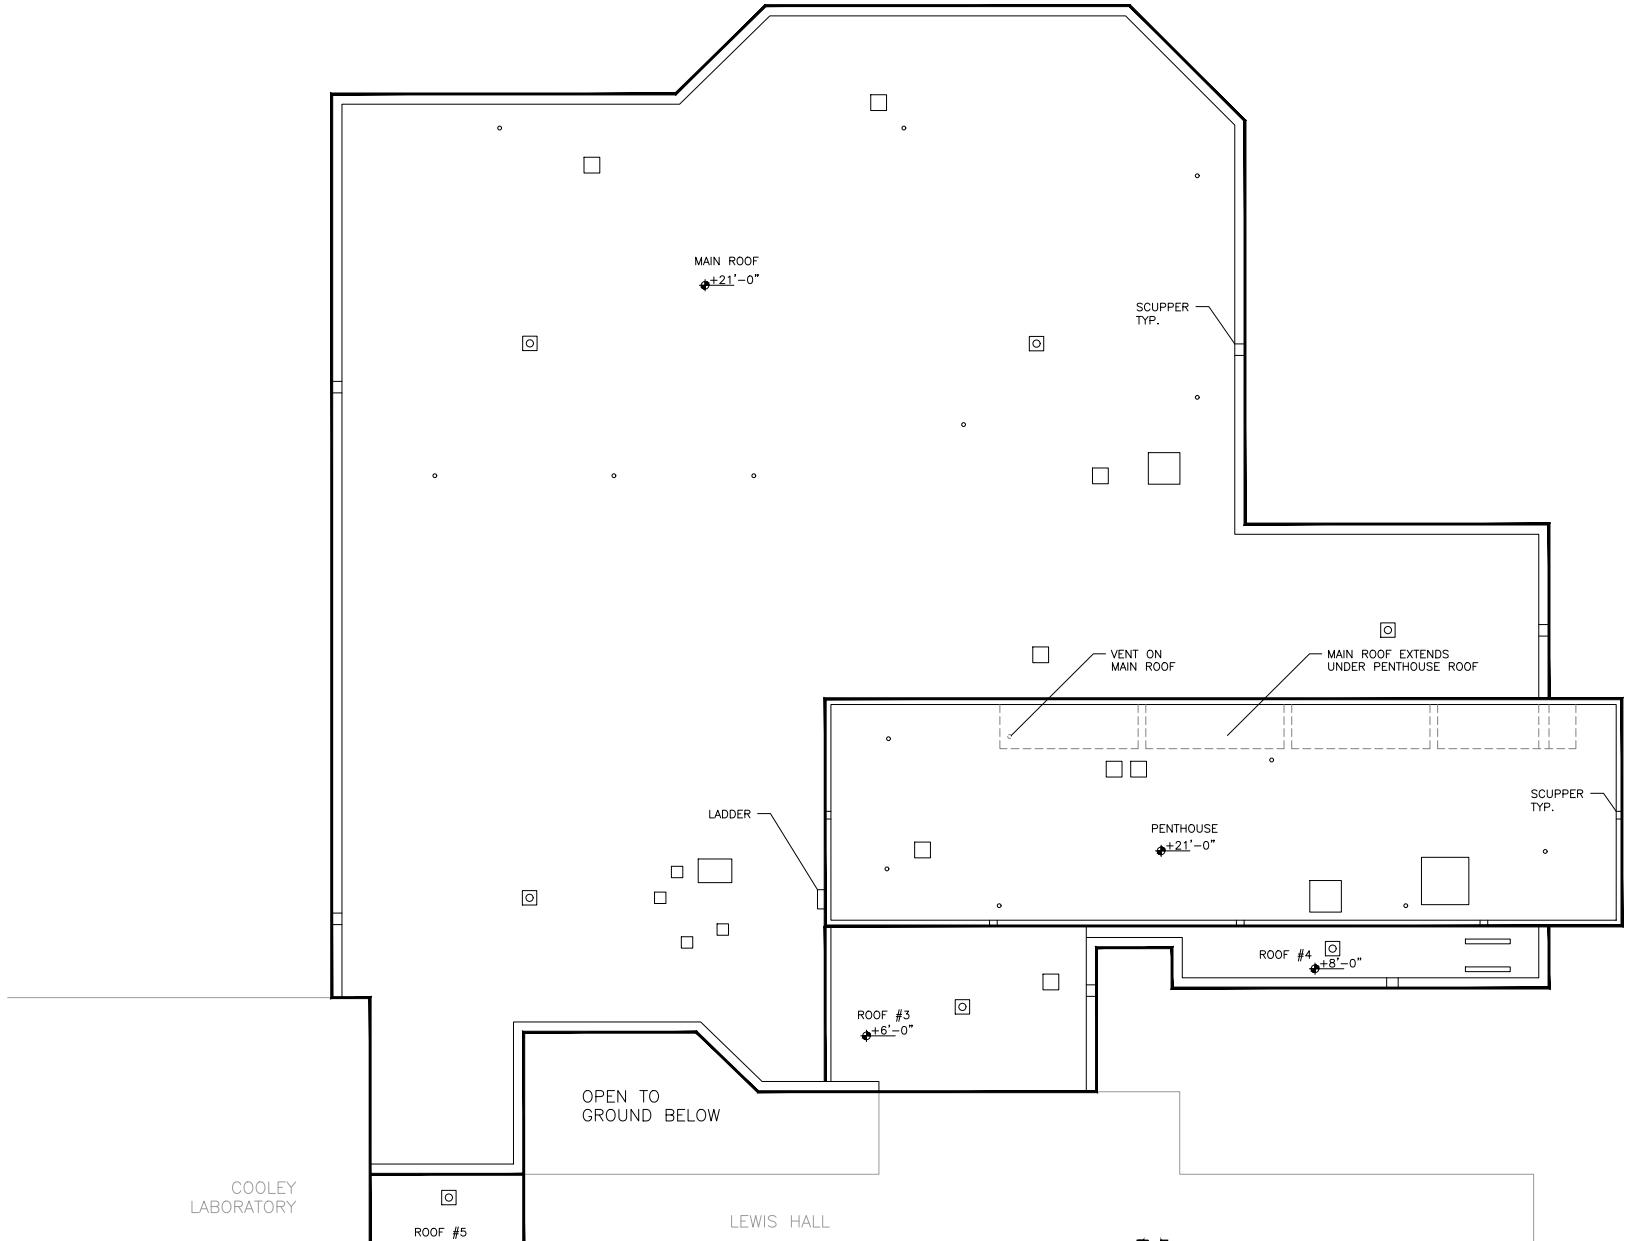 MAIN ROOF
+21'-0"
SCUPPER
TYP.
VENT ON
MAIN ROOF
MAIN ROOF EXTENDS
UNDER PENTHOUSE ROOF
SCUPPER
TYP.
LADDER
PENTHOUSE
+21'-0"
ROOF #4
+8'-0"
ROOF #3
+6'-0"
OPEN TO
GROUND BELOW
COOLEY
LABORATORY
LEWIS HALL
ROOF #5